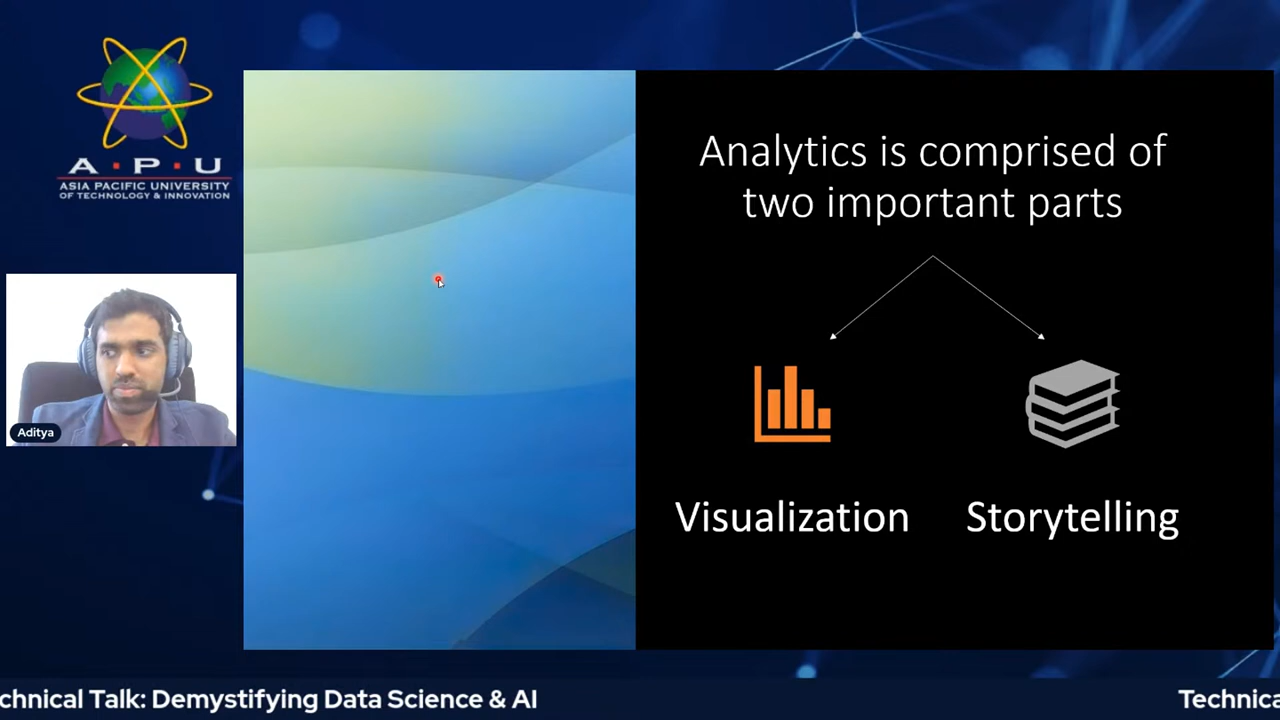 A·P·U
ASIA PACIFIC UNIVERSITY
OF TECHNOLOGY & INNOVATION
Aditya
Analytics is comprised of
two important parts
Visualization
Storytelling
chnical Talk: Demystifying Data Science & AI
Technica